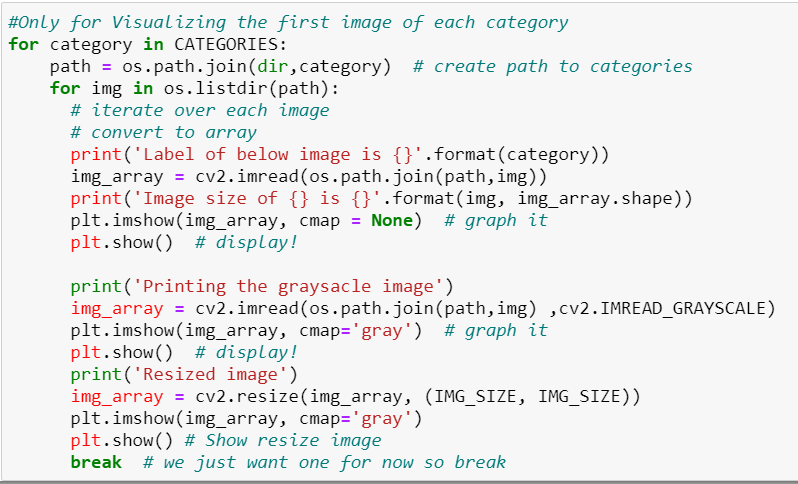 #Only for Visualizing the first image of each category
for category in CATEGORIES:
    path = os.path.join(dir,category)  # create path to categories
    for img in os.listdir(path):
      # iterate over each image
      # convert to array
      print('Label of below image is {}'.format(category))
      img_array = cv2.imread(os.path.join(path,img))
      print('Image size of {} is {}'.format(img, img_array.shape))
      plt.imshow(img_array, cmap = None)  # graph it
      plt.show()  # display!

      print('Printing the graysacle image')
      img_array = cv2.imread(os.path.join(path,img) ,cv2.IMREAD_GRAYSCALE)
      plt.imshow(img_array, cmap='gray')  # graph it
      plt.show()  # display!
      print('Resized image')
      img_array = cv2.resize(img_array, (IMG_SIZE, IMG_SIZE))
      plt.imshow(img_array, cmap='gray')
      plt.show() # Show resize image
      break  # we just want one for now so break